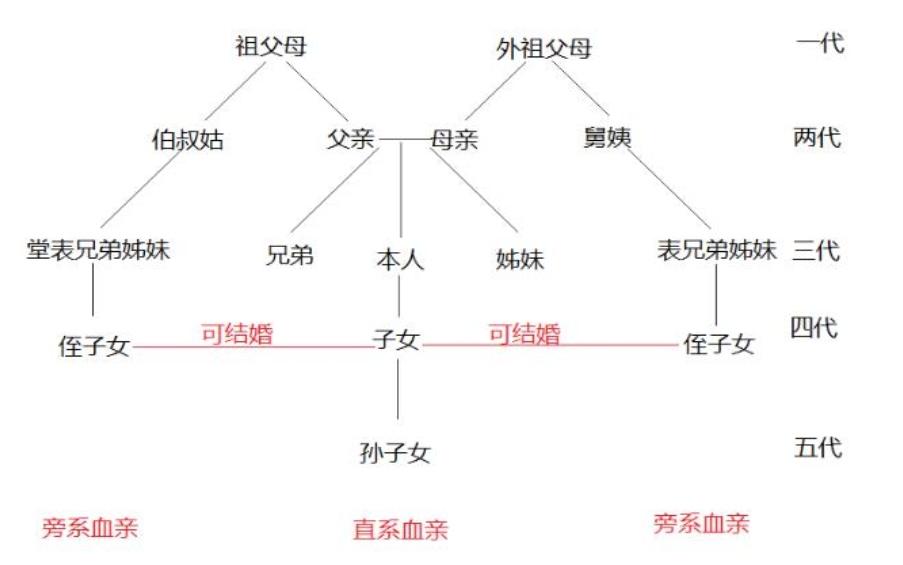 祖父母 外祖父母 一代
伯叔姑 父亲 母亲 舅姨 两代
堂表兄弟姊妹 兄弟 本人 姊妹 表兄弟姊妹 三代
侄子女 可结婚 子女 可结婚 侄子女 四代
孙子女 五代
旁系血亲 直系血亲 旁系血亲